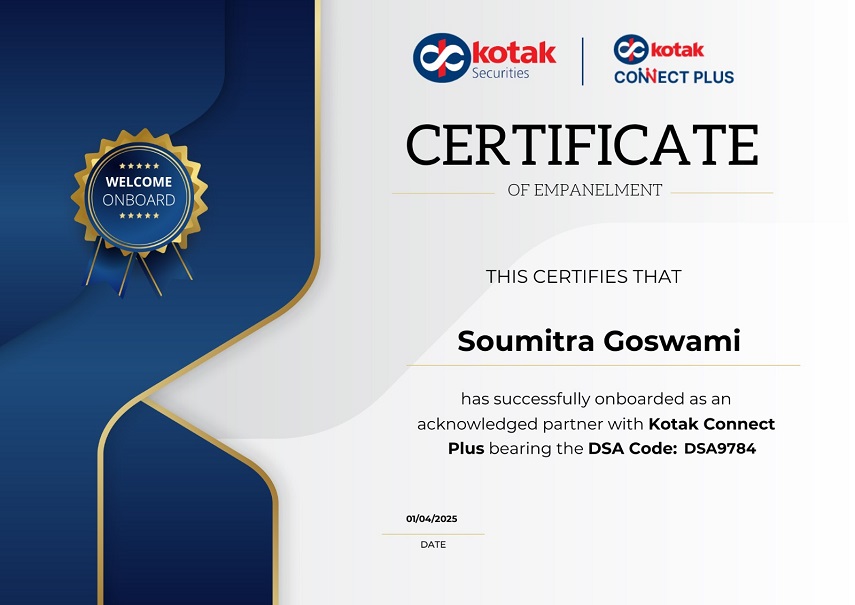 kotak
Securities
kotak
CONNECT PLUS
CERTIFICATE
OF EMPANELMENT
WELCOME
ONBOARD
THIS CERTIFIES THAT
Soumitra Goswami
has successfully onboarded as an
acknowledged partner with Kotak Connect
Plus bearing the DSA Code: DSA9784
01/04/2025
DATE